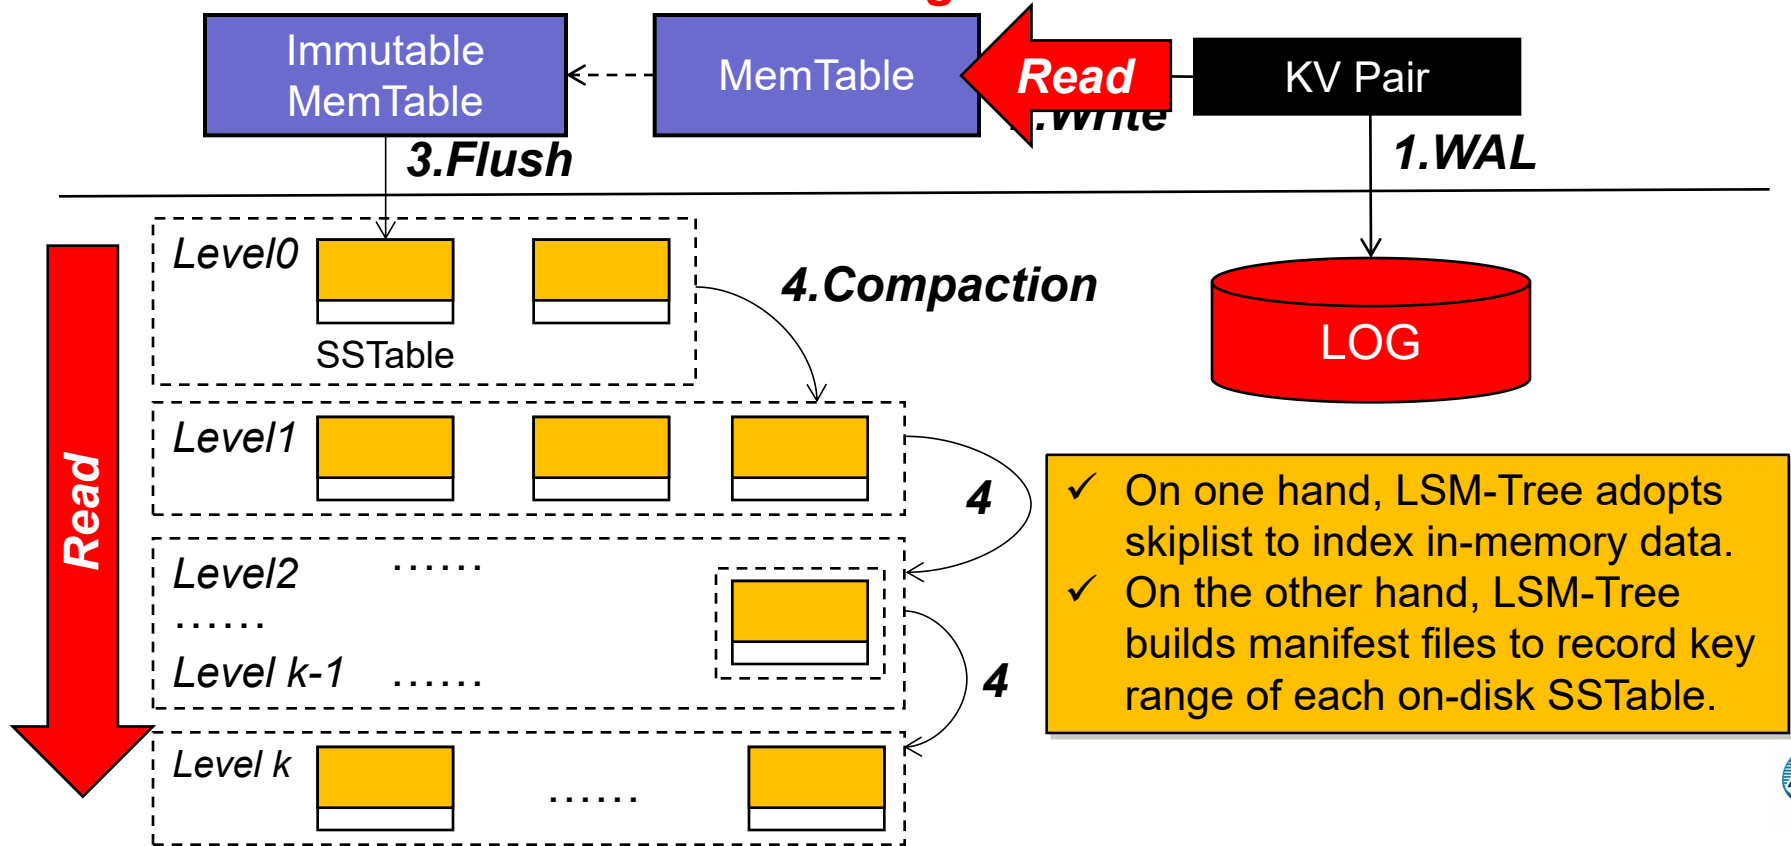 Immutable
MemTable
MemTable
Read
.Write
KV Pair
3.Flush
1.WAL
Level0
SSTable
4.Compaction
LOG
Level1
4
Read
Level2 ......
......
Level k-1 ......
4
Level k
......
✓ On one hand, LSM-Tree adopts
skiplist to index in-memory data.
✓ On the other hand, LSM-Tree
builds manifest files to record key
range of each on-disk SSTable.